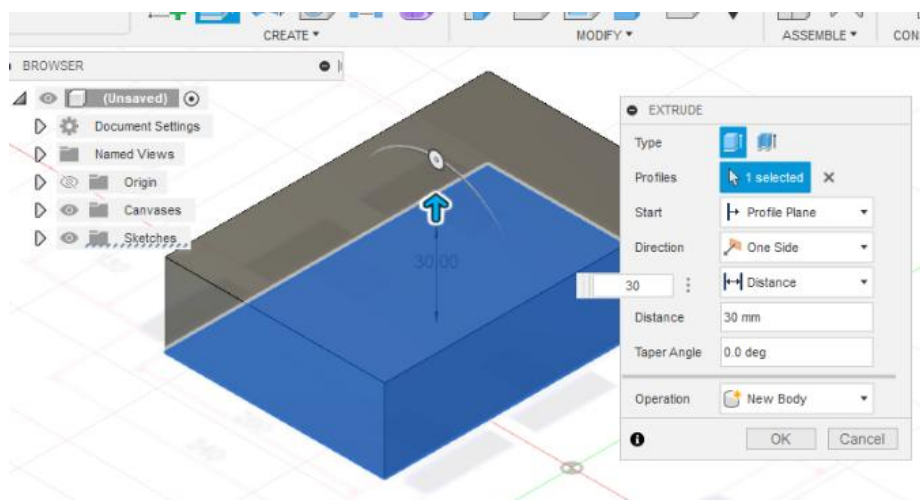 CREATE ▾
MODIFY ▾
ASSEMBLE ▾
CON
BROWSER
(Unsaved)
Document Settings
Named Views
Origin
Canvases
Sketches
30.00
30
EXTRUDE
Type
Profiles 1 selected
Start Profile Plane
Direction One Side
Distance
Distance 30 mm
Taper Angle 0.0 deg
Operation New Body
OK Cancel